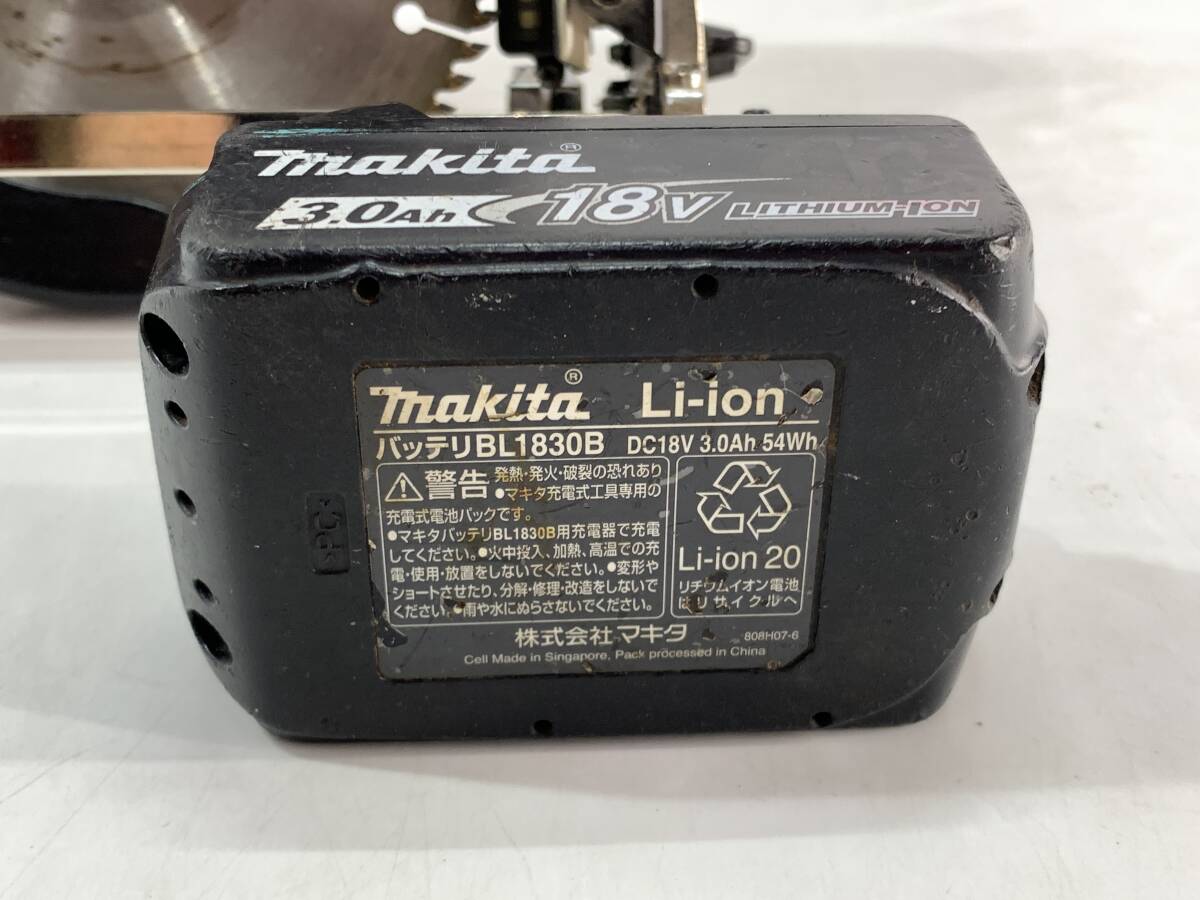 makita®
3.0Ah 18V LITHIUM-ION
makita® Li-ion
バッテリBL1830B DC18V 3.0Ah 54Wh
警告 発熱・発火・破裂の恐れあり
●マキタ充電式工具専用の
充電式電池パックです。
●マキタバッテリBL1830B用充電器で充電
してください。●火中投入、加熱、高温での充
電・使用・放置をしないでください。●変形や
ショートさせたり、分解・修理・改造をしないで
ください。●雨や水にぬらさないでください。
Li-ion 20
リチウムイオン電池
はリサイクルへ
株式会社マキタ 808H07-6
Cell Made in Singapore, Pack processed in China
>PC<